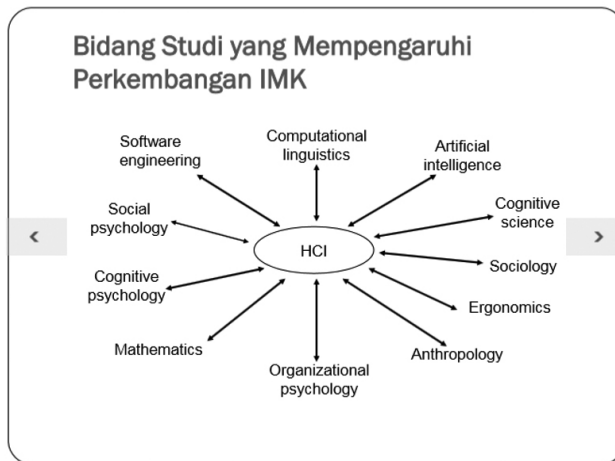 Bidang Studi yang Mempengaruhi
Perkembangan IMK
Computational
linguistics
Software
engineering
Artificial
intelligence
Social
psychology
Cognitive
science
HCI
Cognitive
psychology
Sociology
Ergonomics
Mathematics
Anthropology
Organizational
psychology